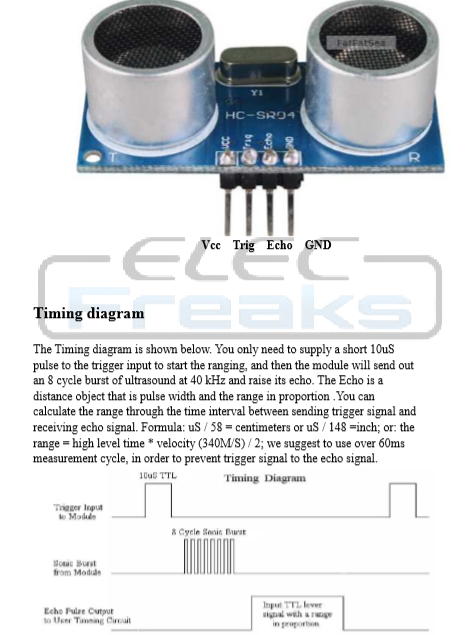 FatFatSea
Y1
HC-SR04
VCC Trig Echo GND
T R
Vcc Trig Echo GND
ELEC
Freaks
Timing diagram
The Timing diagram is shown below. You only need to supply a short 10uS
pulse to the trigger input to start the ranging, and then the module will send out
an 8 cycle burst of ultrasound at 40 kHz and raise its echo. The Echo is a
distance object that is pulse width and the range in proportion .You can
calculate the range through the time interval between sending trigger signal and
receiving echo signal. Formula: uS / 58 = centimeters or uS / 148 =inch; or: the
range = high level time * velocity (340M/S) / 2; we suggest to use over 60ms
measurement cycle, in order to prevent trigger signal to the echo signal.
10uS TTL Timing Diagram
Trigger Input
to Module
8 Cycle Sonic Burst
Sonic Burst
from Module
Echo Pulse Output
to User Timeing Circuit
Input TTL lever
signal with a range
in proportion